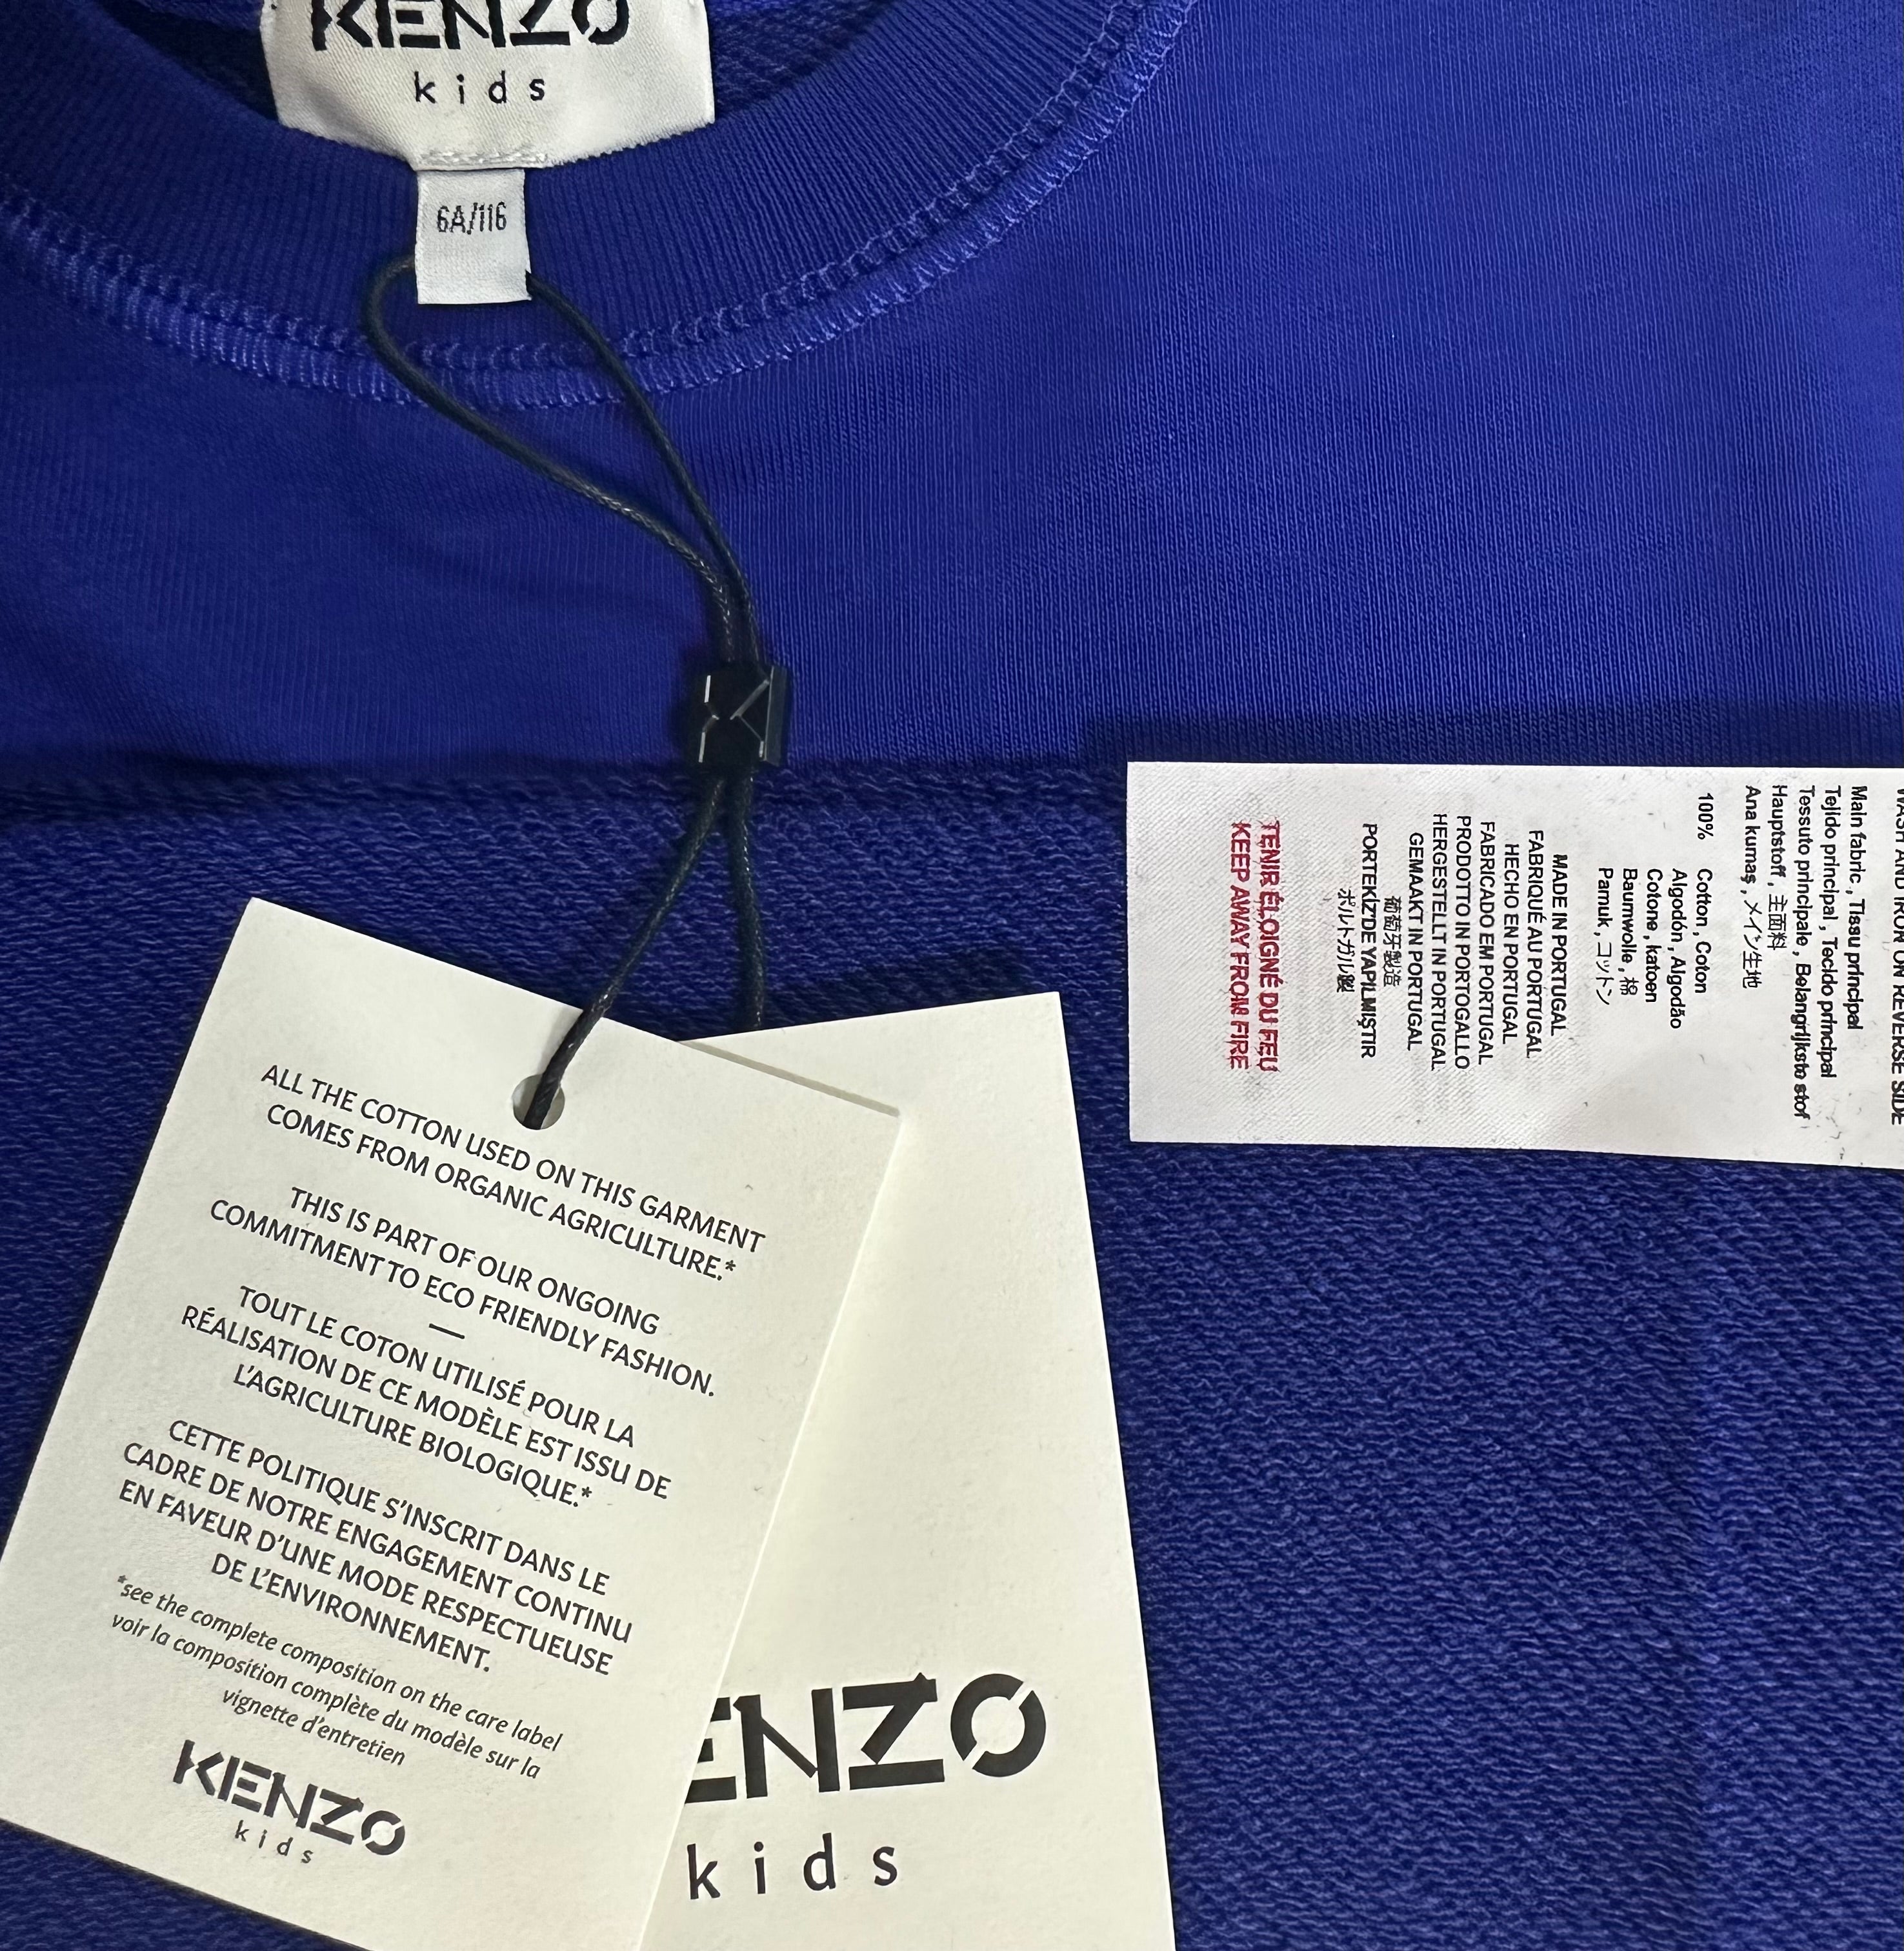 KENZO
kids
6A/116
ALL THE COTTON USED ON THIS GARMENT
COMES FROM ORGANIC AGRICULTURE.*
THIS IS PART OF OUR ONGOING
COMMITMENT TO ECO FRIENDLY FASHION.
—
TOUT LE COTON UTILISÉ POUR LA
RÉALISATION DE CE MODÈLE EST ISSU DE
L'AGRICULTURE BIOLOGIQUE.*
CETTE POLITIQUE S'INSCRIT DANS LE
CADRE DE NOTRE ENGAGEMENT CONTINU
EN FAVEUR D'UNE MODE RESPECTUEUSE
DE L'ENVIRONNEMENT.
*see the complete composition on the care label
voir la composition complète du modèle sur la
vignette d'entretien
KENZO
kids
ENZO
kids
WASH AND IRON ON REVERSE SIDE
Main fabric , Tissu principal
Tejido principal , Tecido principal
Tessuto principale , Belangrijkste stof
Hauptstoff , 主面料
Ana kumaş , メイン生地
100% Cotton , Coton
Algodón , Algodão
Cotone , katoen
Baumwolle , 棉
Pamuk , コットン
MADE IN PORTUGAL
FABRIQUÉ AU PORTUGAL
HECHO EN PORTUGAL
FABRICADO EM PORTUGAL
PRODOTTO IN PORTOGALLO
HERGESTELLT IN PORTUGAL
GEMAAKT IN PORTUGAL
葡萄牙製造
PORTEKİZ'DE YAPILMIŞTIR
ポルトガル製
TENIR ÉLOIGNÉ DU FEU
KEEP AWAY FROM FIRE